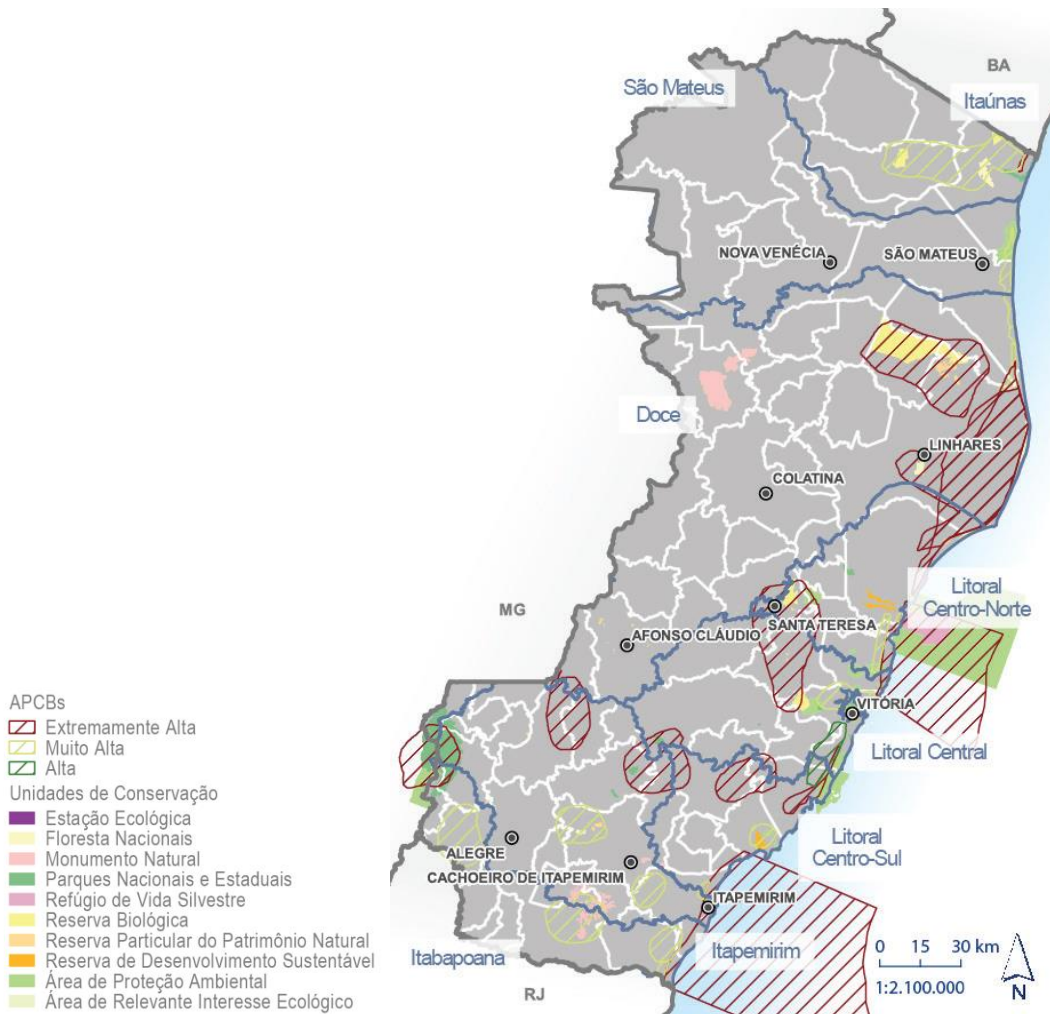 BA
São Mateus
Itaúnas
NOVA VENÉCIA
SÃO MATEUS
Doce
LINHARES
COLATINA
Litoral
Centro-Norte
MG
SANTA TERESA
AFONSO CLÁUDIO
VITÓRIA
Litoral Central
Litoral
Centro-Sul
ALEGRE
CACHOEIRO DE ITAPEMIRIM
ITAPEMIRIM
Itabapoana
Itapemirim
RJ
0 15 30 km
1:2.100.000
N
APCBs
Extremamente Alta
Muito Alta
Alta
Unidades de Conservação
Estação Ecológica
Floresta Nacionais
Monumento Natural
Parques Nacionais e Estaduais
Refúgio de Vida Silvestre
Reserva Biológica
Reserva Particular do Patrimônio Natural
Reserva de Desenvolvimento Sustentável
Área de Proteção Ambiental
Área de Relevante Interesse Ecológico